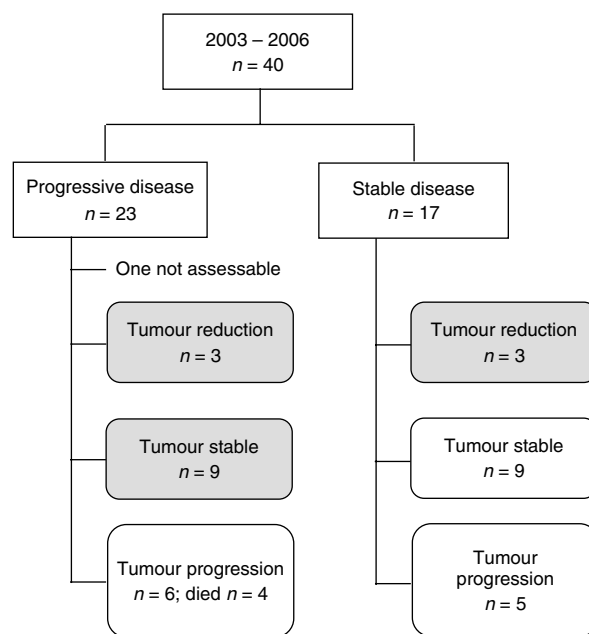 2003 – 2006
n = 40
Progressive disease
n = 23
Stable disease
n = 17
One not assessable
Tumour reduction
n = 3
Tumour reduction
n = 3
Tumour stable
n = 9
Tumour stable
n = 9
Tumour progression
n = 6; died n = 4
Tumour
progression
n = 5